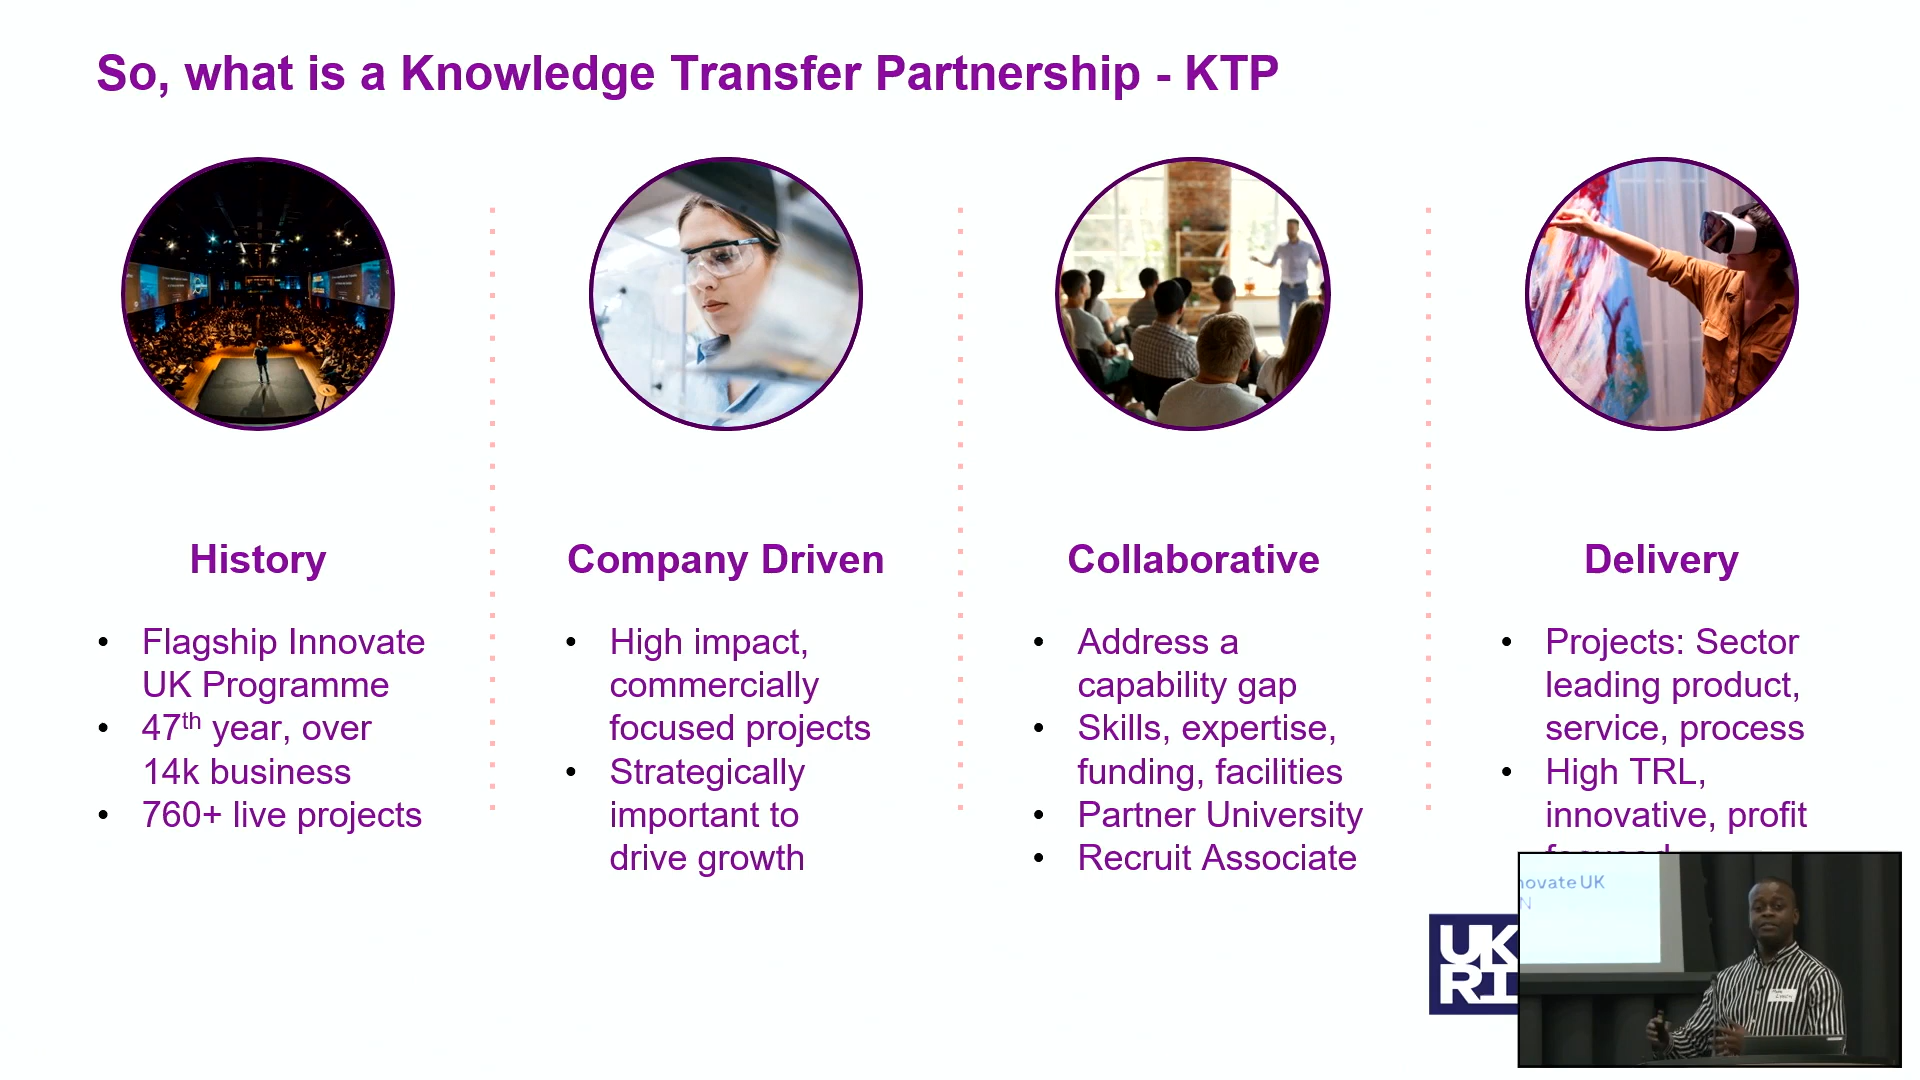 So, what is a Knowledge Transfer Partnership - KTP
History
• Flagship Innovate
UK Programme
• 47th year, over
14k business
• 760+ live projects
Company Driven
• High impact,
commercially
focused projects
• Strategically
important to
drive growth
Collaborative
• Address a
capability gap
• Skills, expertise,
funding, facilities
• Partner University
• Recruit Associate
Delivery
• Projects: Sector
leading product,
service, process
• High TRL,
innovative, profit
focused
UK
RI
novate UK
N